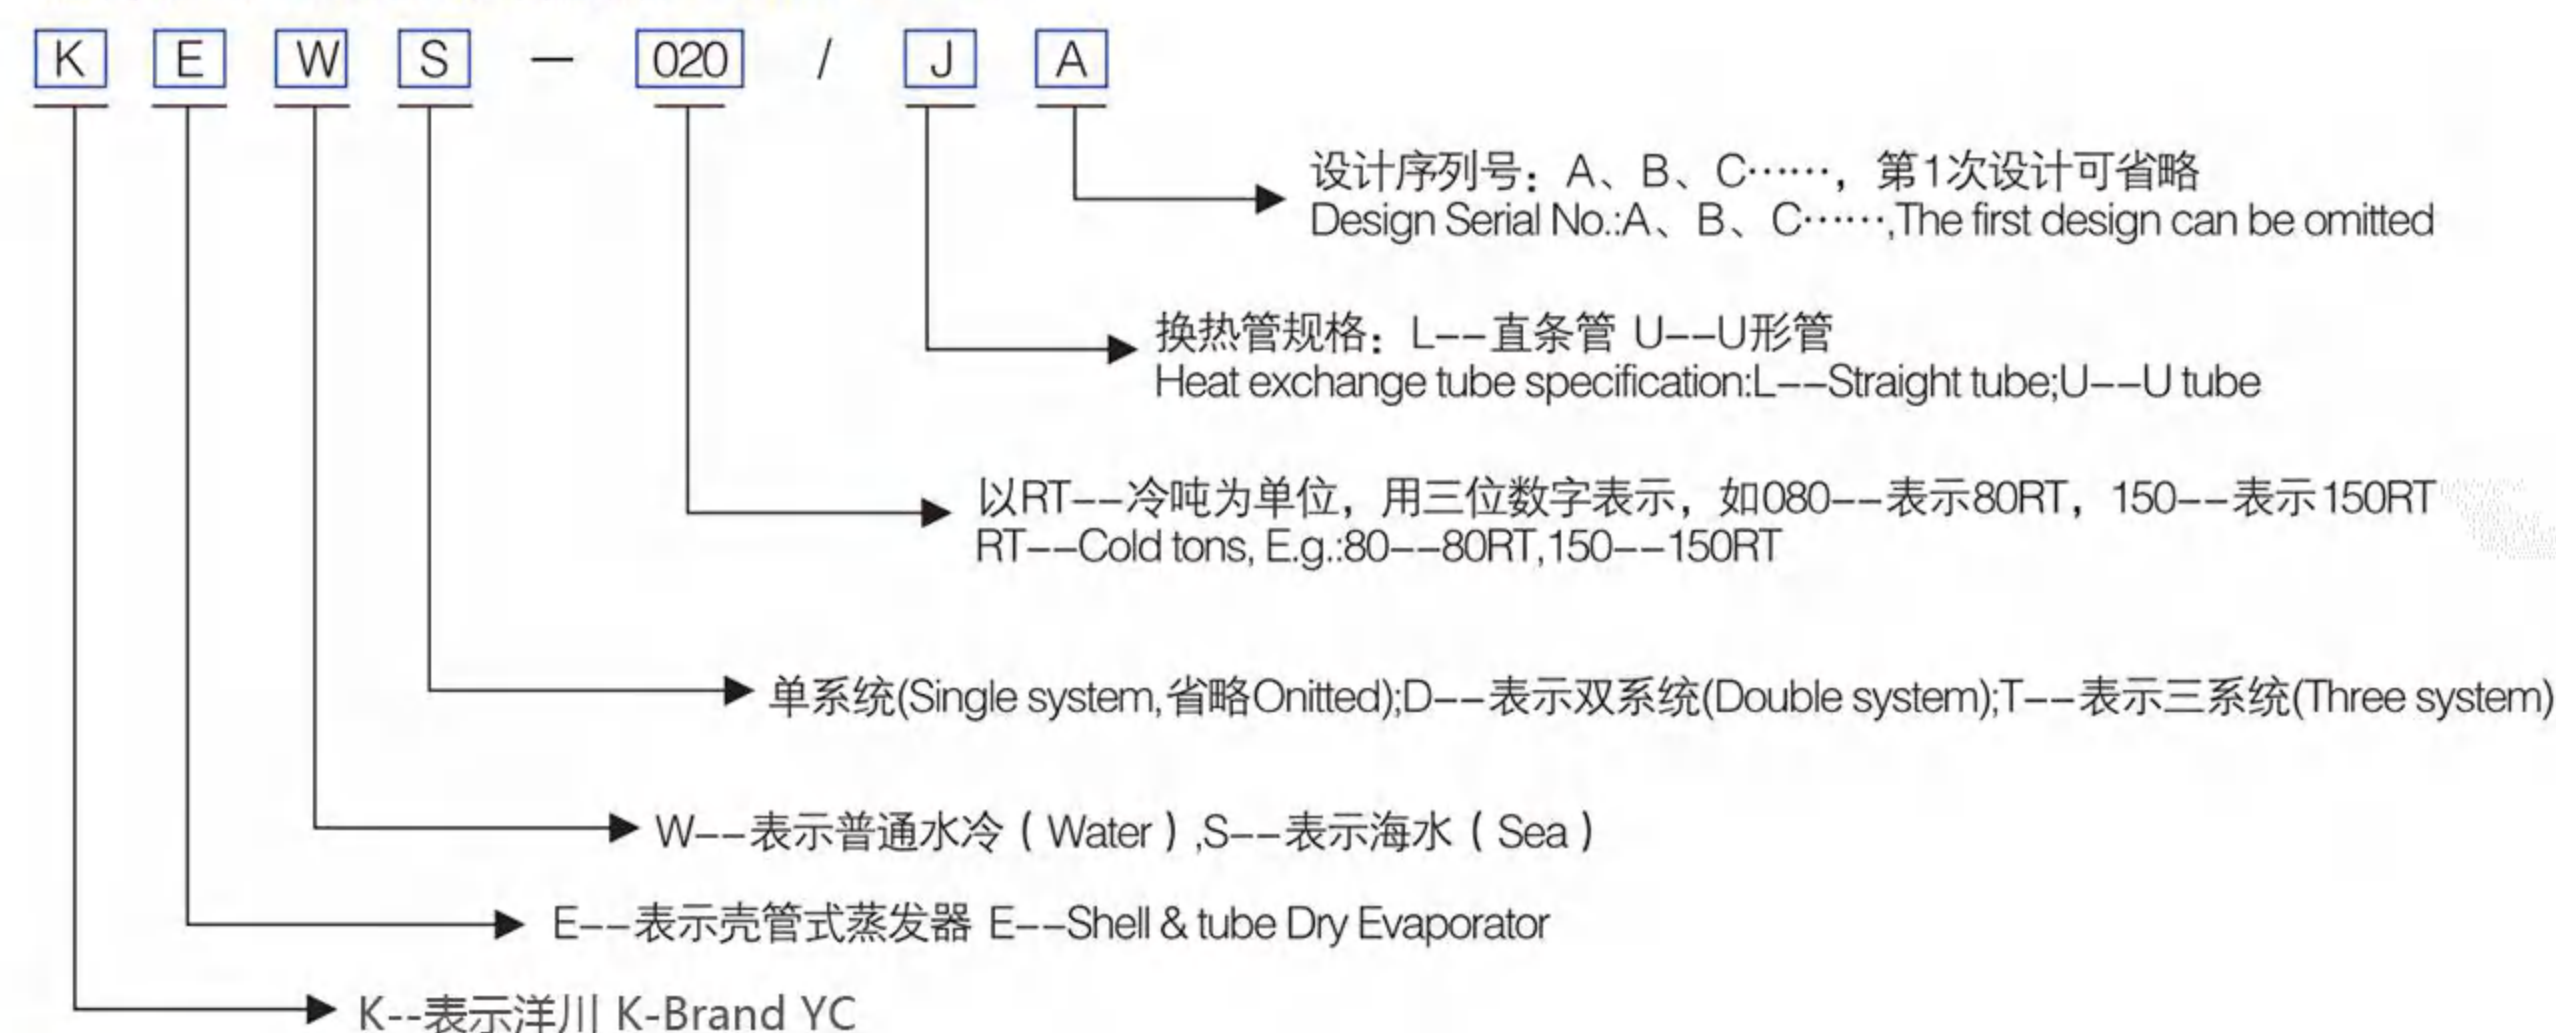 K E W S — 020 / J A
设计序列号：A、B、C……，第1次设计可省略
Design Serial No.:A、B、C……,The first design can be omitted
换热管规格：L--直条管 U--U形管
Heat exchange tube specification:L--Straight tube;U--U tube
以RT--冷吨为单位，用三位数字表示，如080--表示80RT，150--表示150RT
RT--Cold tons, E.g.:80--80RT,150--150RT
单系统(Single system,省略Onitted);D--表示双系统(Double system);T--表示三系统(Three system)
W--表示普通水冷（Water）,S--表示海水（Sea）
E--表示壳管式蒸发器 E--Shell & tube Dry Evaporator
K--表示洋川 K-Brand YC